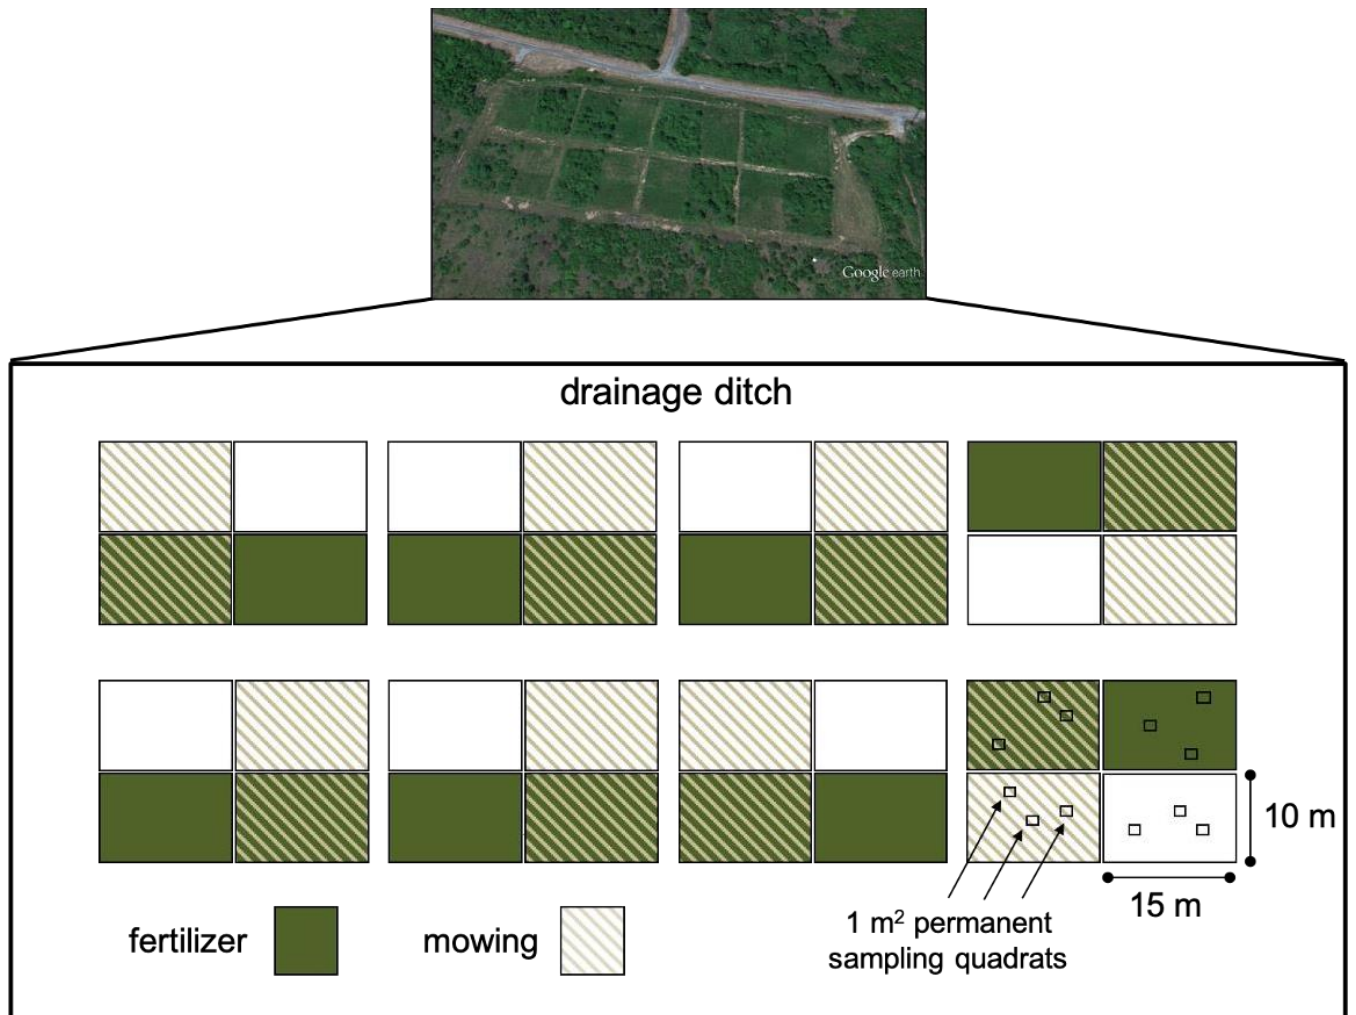 Google earth
drainage ditch
10 m
15 m
1 m² permanent
sampling quadrats
fertilizer
mowing